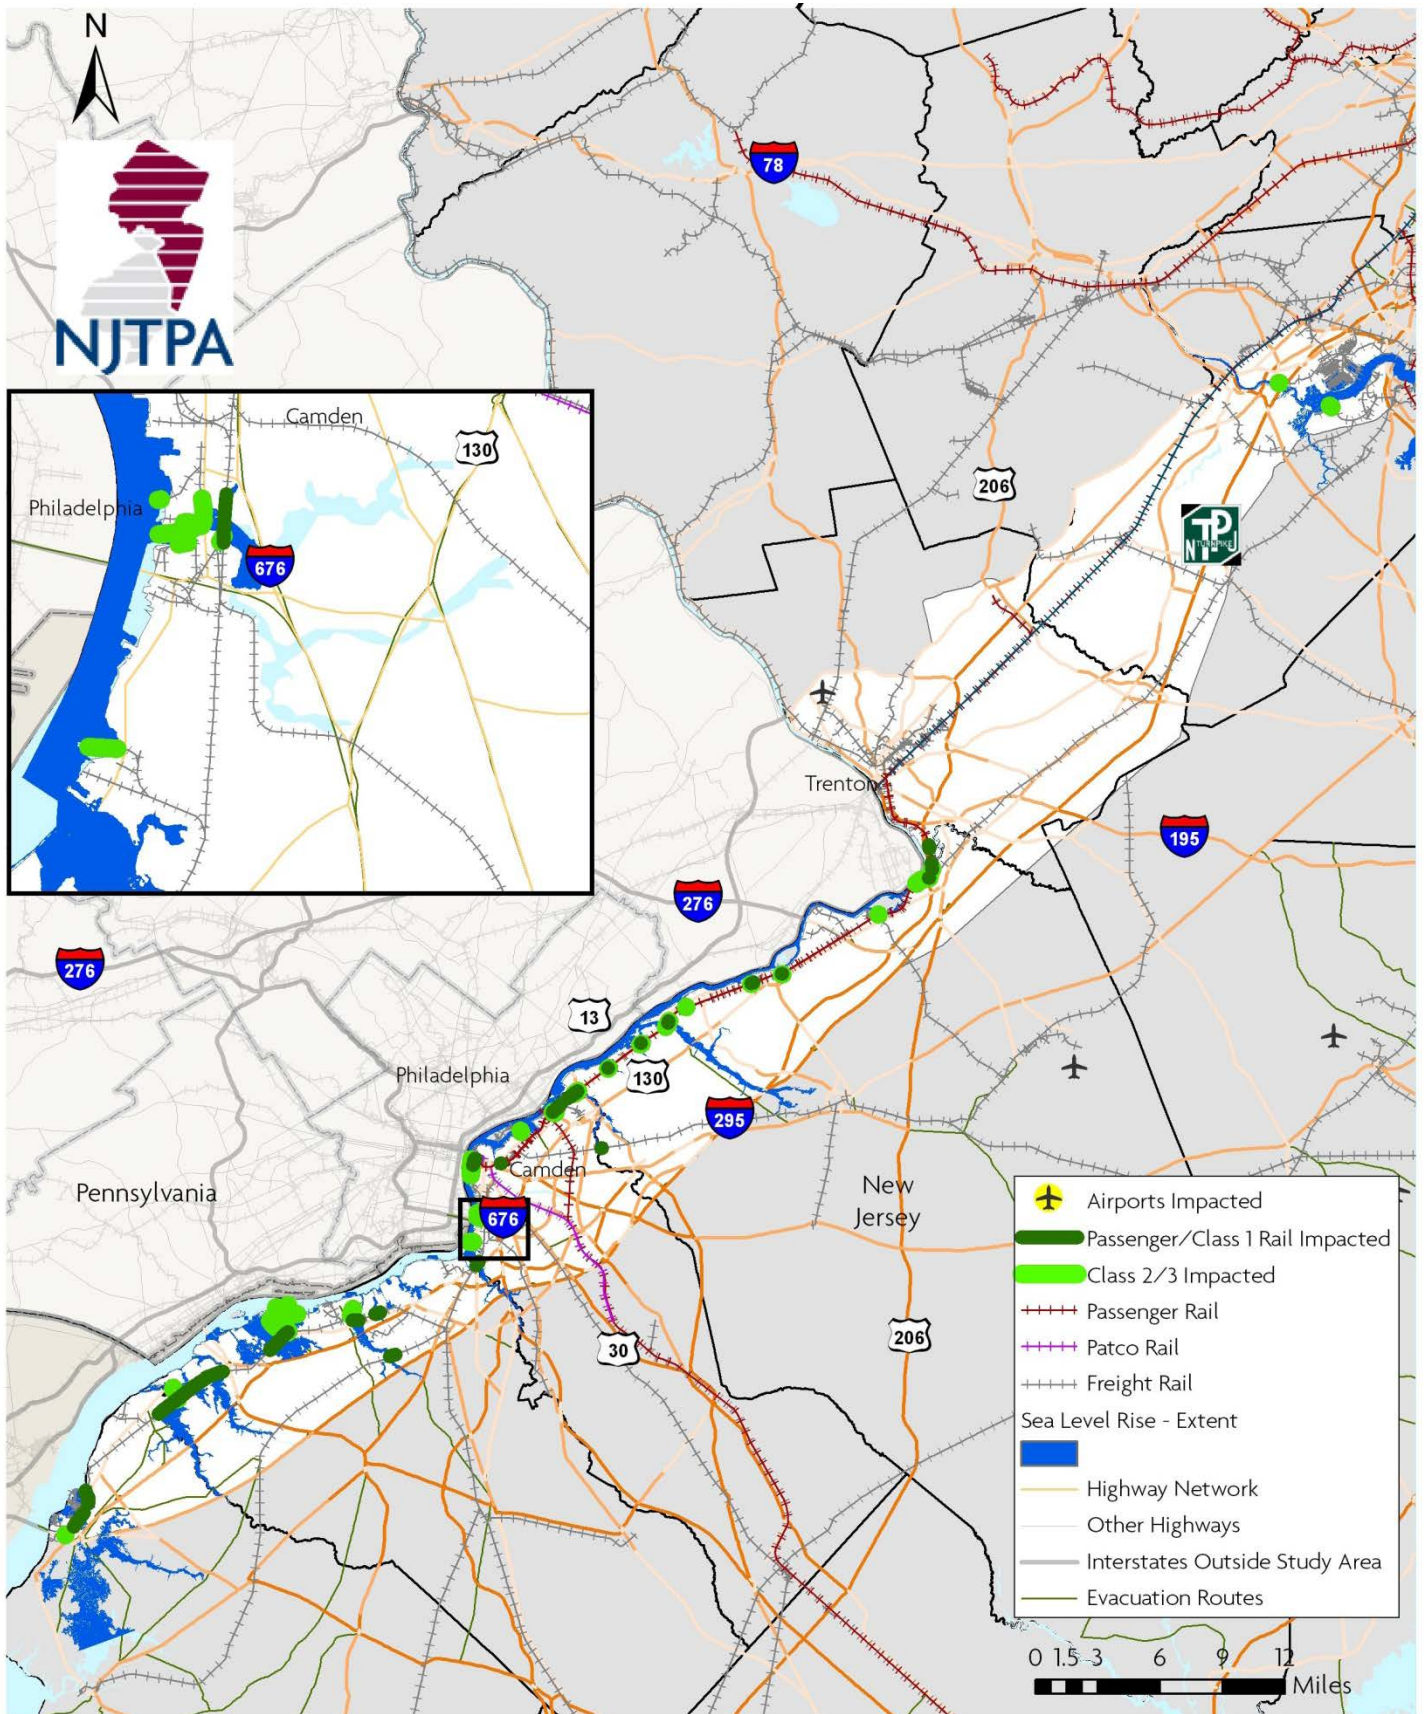 N
NJTPA
78
Camden
130
Philadelphia
676
206
NJ TP TURNPIKE
Trenton
195
276
276
13
Philadelphia
130
295
Camden
Pennsylvania
New
Jersey
676
30
206
Airports Impacted
Passenger/Class 1 Rail Impacted
Class 2/3 Impacted
Passenger Rail
Patco Rail
Freight Rail
Sea Level Rise - Extent
Highway Network
Other Highways
Interstates Outside Study Area
Evacuation Routes
0 1.5 3 6 9 12
Miles